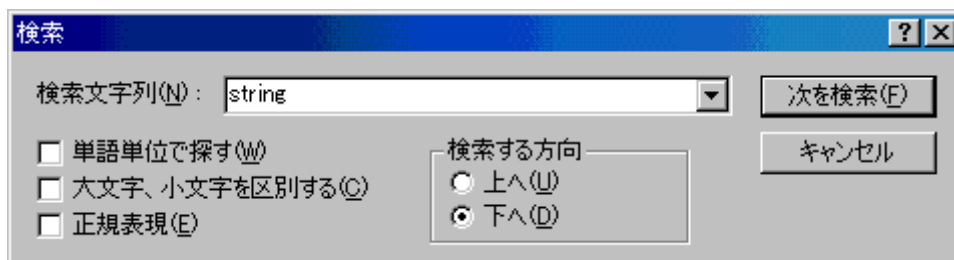 検索
検索文字列(N)： string 次を検索(F)
単語単位で探す(W) 検索する方向 キャンセル
大文字、小文字を区別する(C) 上へ(U)
正規表現(E) 下へ(D)